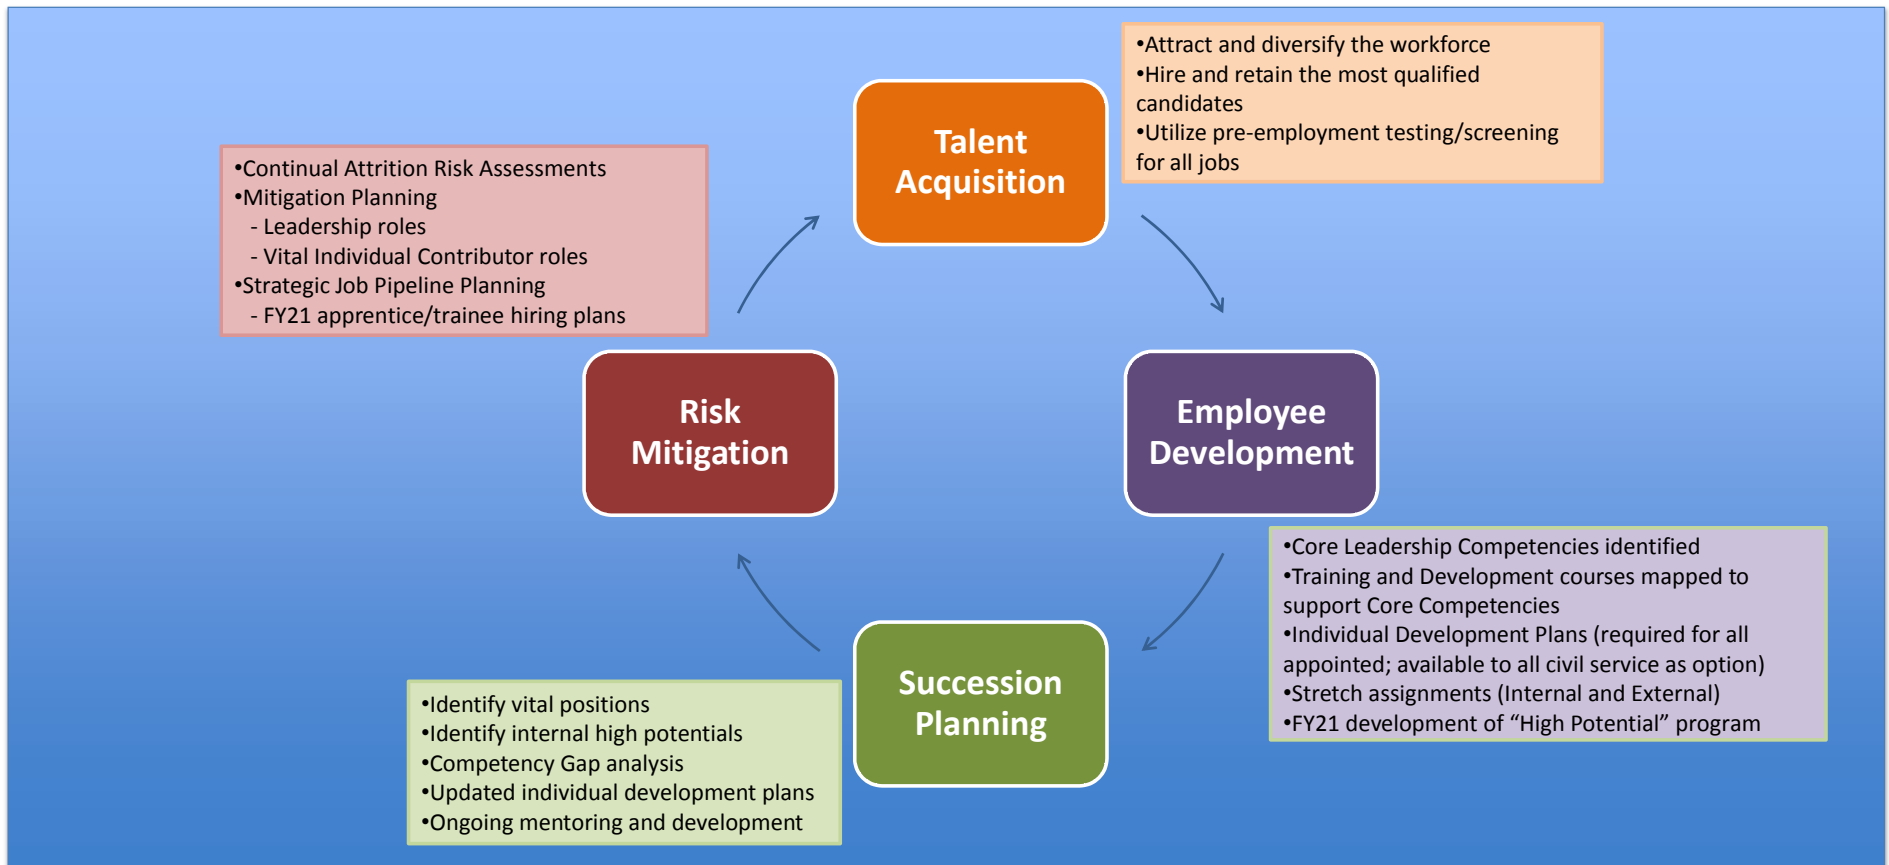 Talent
Acquisition
•Attract and diversify the workforce
•Hire and retain the most qualified
candidates
•Utilize pre-employment testing/screening
for all jobs
Employee
Development
•Core Leadership Competencies identified
•Training and Development courses mapped to
support Core Competencies
•Individual Development Plans (required for all
appointed; available to all civil service as option)
•Stretch assignments (Internal and External)
•FY21 development of “High Potential” program
Succession
Planning
•Identify vital positions
•Identify internal high potentials
•Competency Gap analysis
•Updated individual development plans
•Ongoing mentoring and development
Risk
Mitigation
•Continual Attrition Risk Assessments
•Mitigation Planning
- Leadership roles
- Vital Individual Contributor roles
•Strategic Job Pipeline Planning
- FY21 apprentice/trainee hiring plans